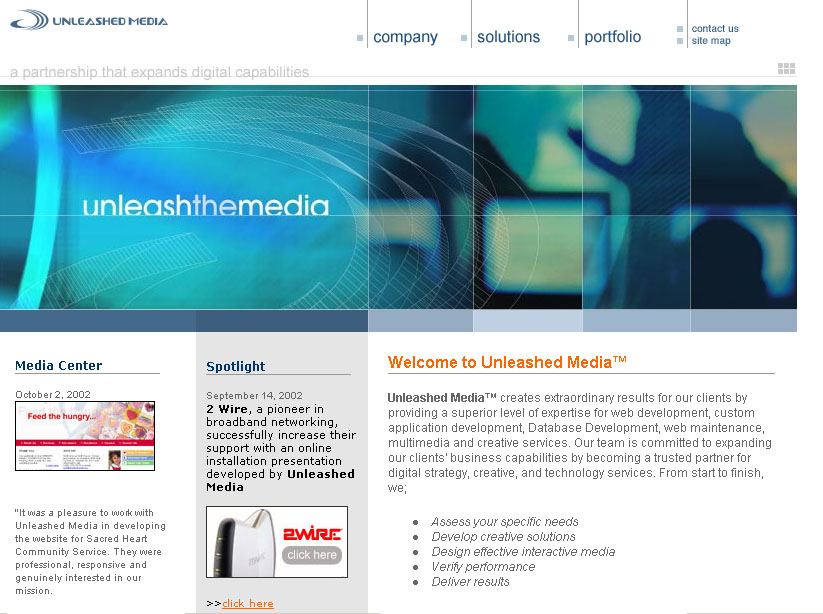 UNLEASHED MEDIA
company
solutions
portfolio
contact us
site map
a partnership that expands digital capabilities
unleashthemedia
Media Center
October 2, 2002
Feed the hungry...
"It was a pleasure to work with
Unleashed Media in developing
the website for Sacred Heart
Community Service. They were
professional, responsive and
genuinely interested in our
mission.
Spotlight
September 14, 2002
2 Wire, a pioneer in
broadband networking,
successfully increase their
support with an online
installation presentation
developed by Unleashed
Media
2WIRE
click here
>>click here
Welcome to Unleashed Media™
Unleashed Media™ creates extraordinary results for our clients by
providing a superior level of expertise for web development, custom
application development, Database Development, web maintenance,
multimedia and creative services. Our team is committed to expanding
our clients' business capabilities by becoming a trusted partner for
digital strategy, creative, and technology services. From start to finish,
we;
Assess your specific needs
Develop creative solutions
Design effective interactive media
Verify performance
Deliver results